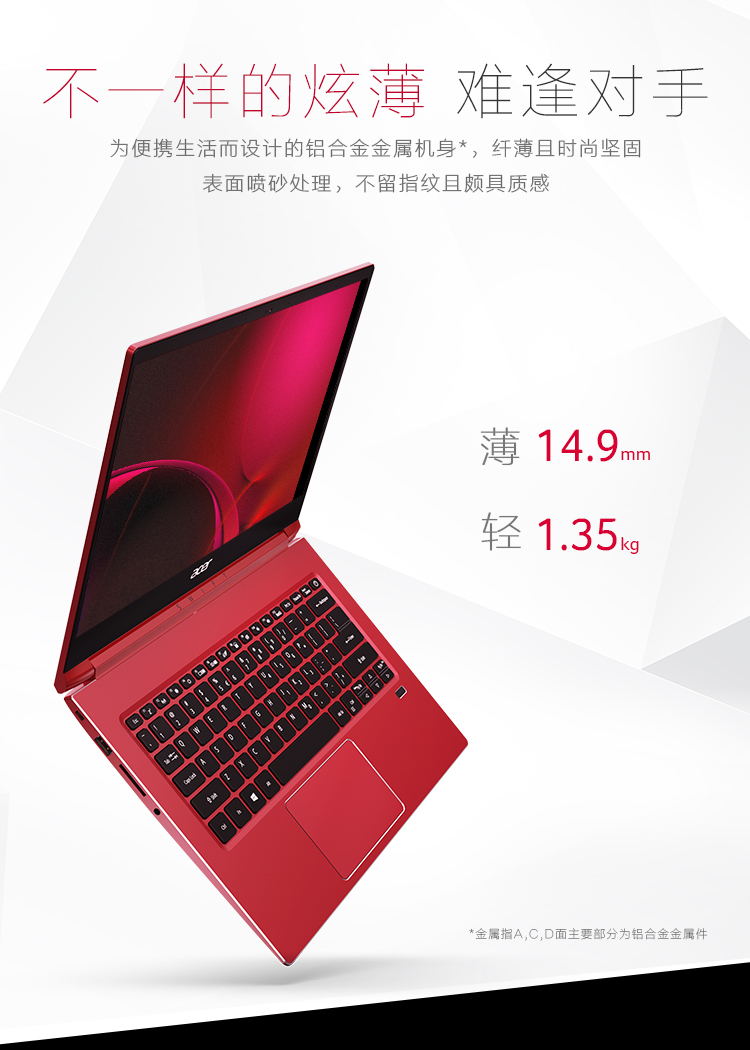 不一样的炫薄 难逢对手
为便携生活而设计的铝合金金属机身*，纤薄且时尚坚固
表面喷砂处理，不留指纹且颇具质感
薄 14.9mm
轻 1.35kg
acer
*金属指A,C,D面主要部分为铝合金金属件